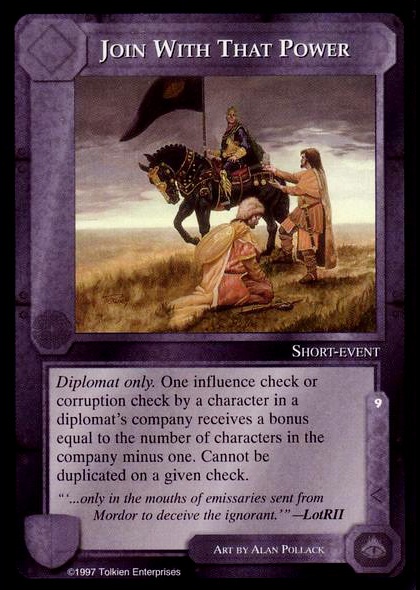 JOIN WITH THAT POWER
SHORT-EVENT
Diplomat only. One influence check or
corruption check by a character in a
diplomat's company receives a bonus
equal to the number of characters in the
company minus one. Cannot be
duplicated on a given check.
9
"'...only in the mouths of emissaries sent from
Mordor to deceive the ignorant.'"—LotRII
ART BY ALAN POLLACK
©1997 Tolkien Enterprises